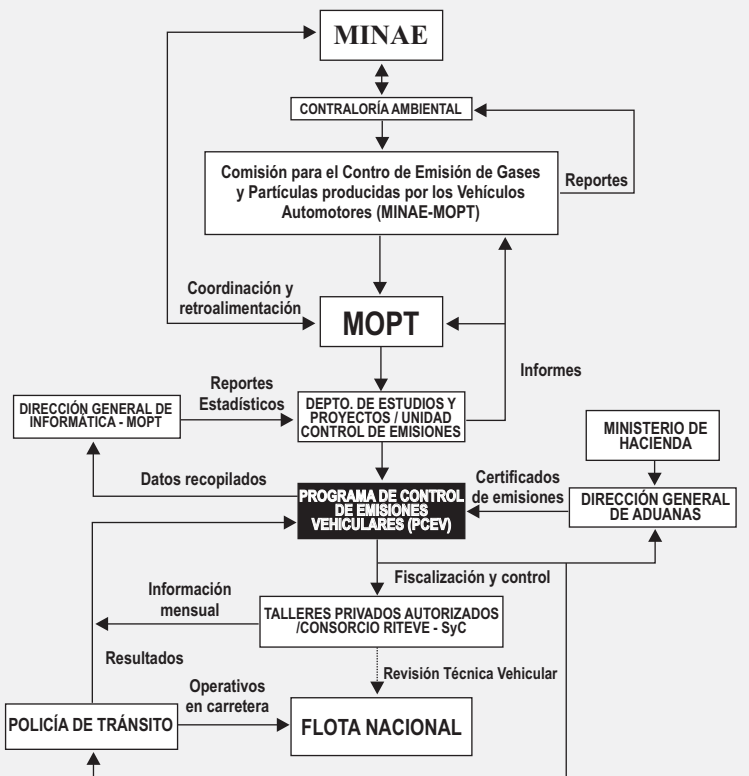 MINAE
CONTRALORÍA AMBIENTAL
Comisión para el Contro de Emisión de Gases
y Partículas producidas por los Vehículos
Automotores (MINAE-MOPT)
Reportes
Coordinación y
retroalimentación
MOPT
Informes
DIRECCIÓN GENERAL DE
INFORMÁTICA - MOPT
Reportes
Estadísticos
DEPTO. DE ESTUDIOS Y
PROYECTOS / UNIDAD
CONTROL DE EMISIONES
MINISTERIO DE
HACIENDA
Datos recopilados
PROGRAMA DE CONTROL
DE EMISIONES
VEHICULARES (PCEV)
Certificados
de emisiones
DIRECCIÓN GENERAL
DE ADUANAS
Fiscalización y control
Información
mensual
TALLERES PRIVADOS AUTORIZADOS
/CONSORCIO RITEVE - SyC
Resultados
Revisión Técnica Vehicular
POLICÍA DE TRÁNSITO
Operativos
en carretera
FLOTA NACIONAL